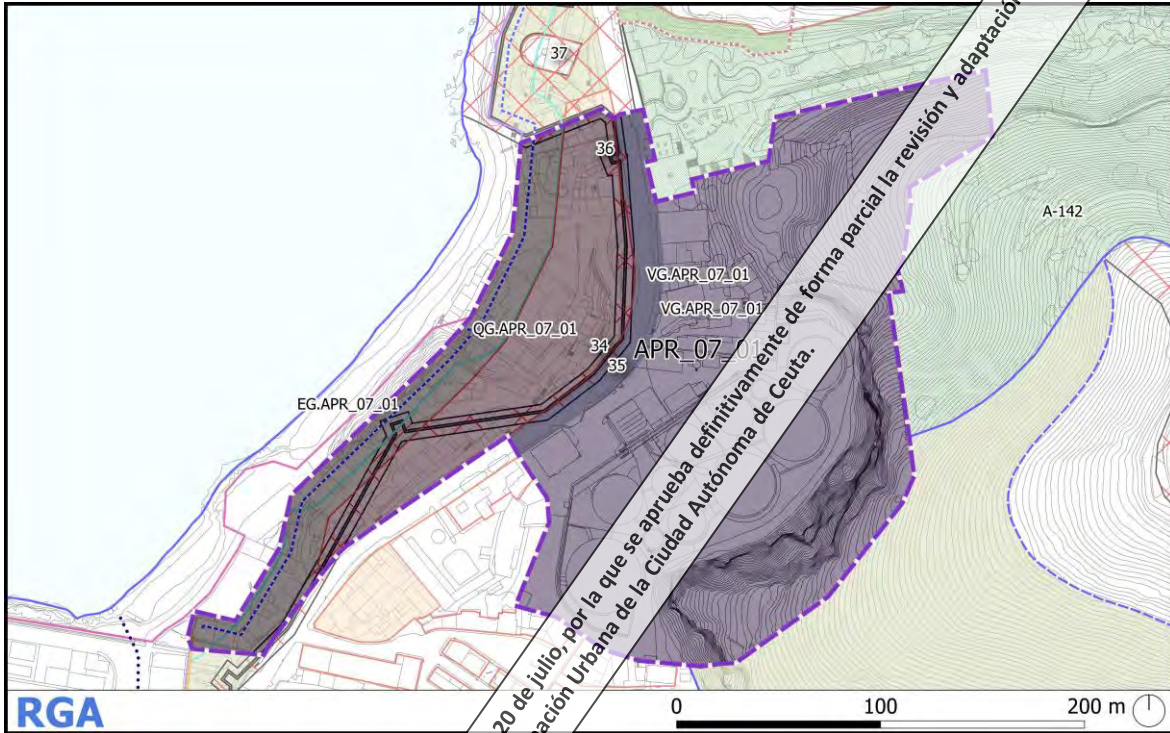 37
36
A-142
VG.APR_07_01
VG.APR_07_01
QG.APR_07_01
34
APR_07_01
35
EG.APR_07_01
20 de julio, por la que se aprueba definitivamente de forma parcial la revisión y adaptación
Urbana de la Ciudad Autónoma de Ceuta.
RGA
0 100 200 m